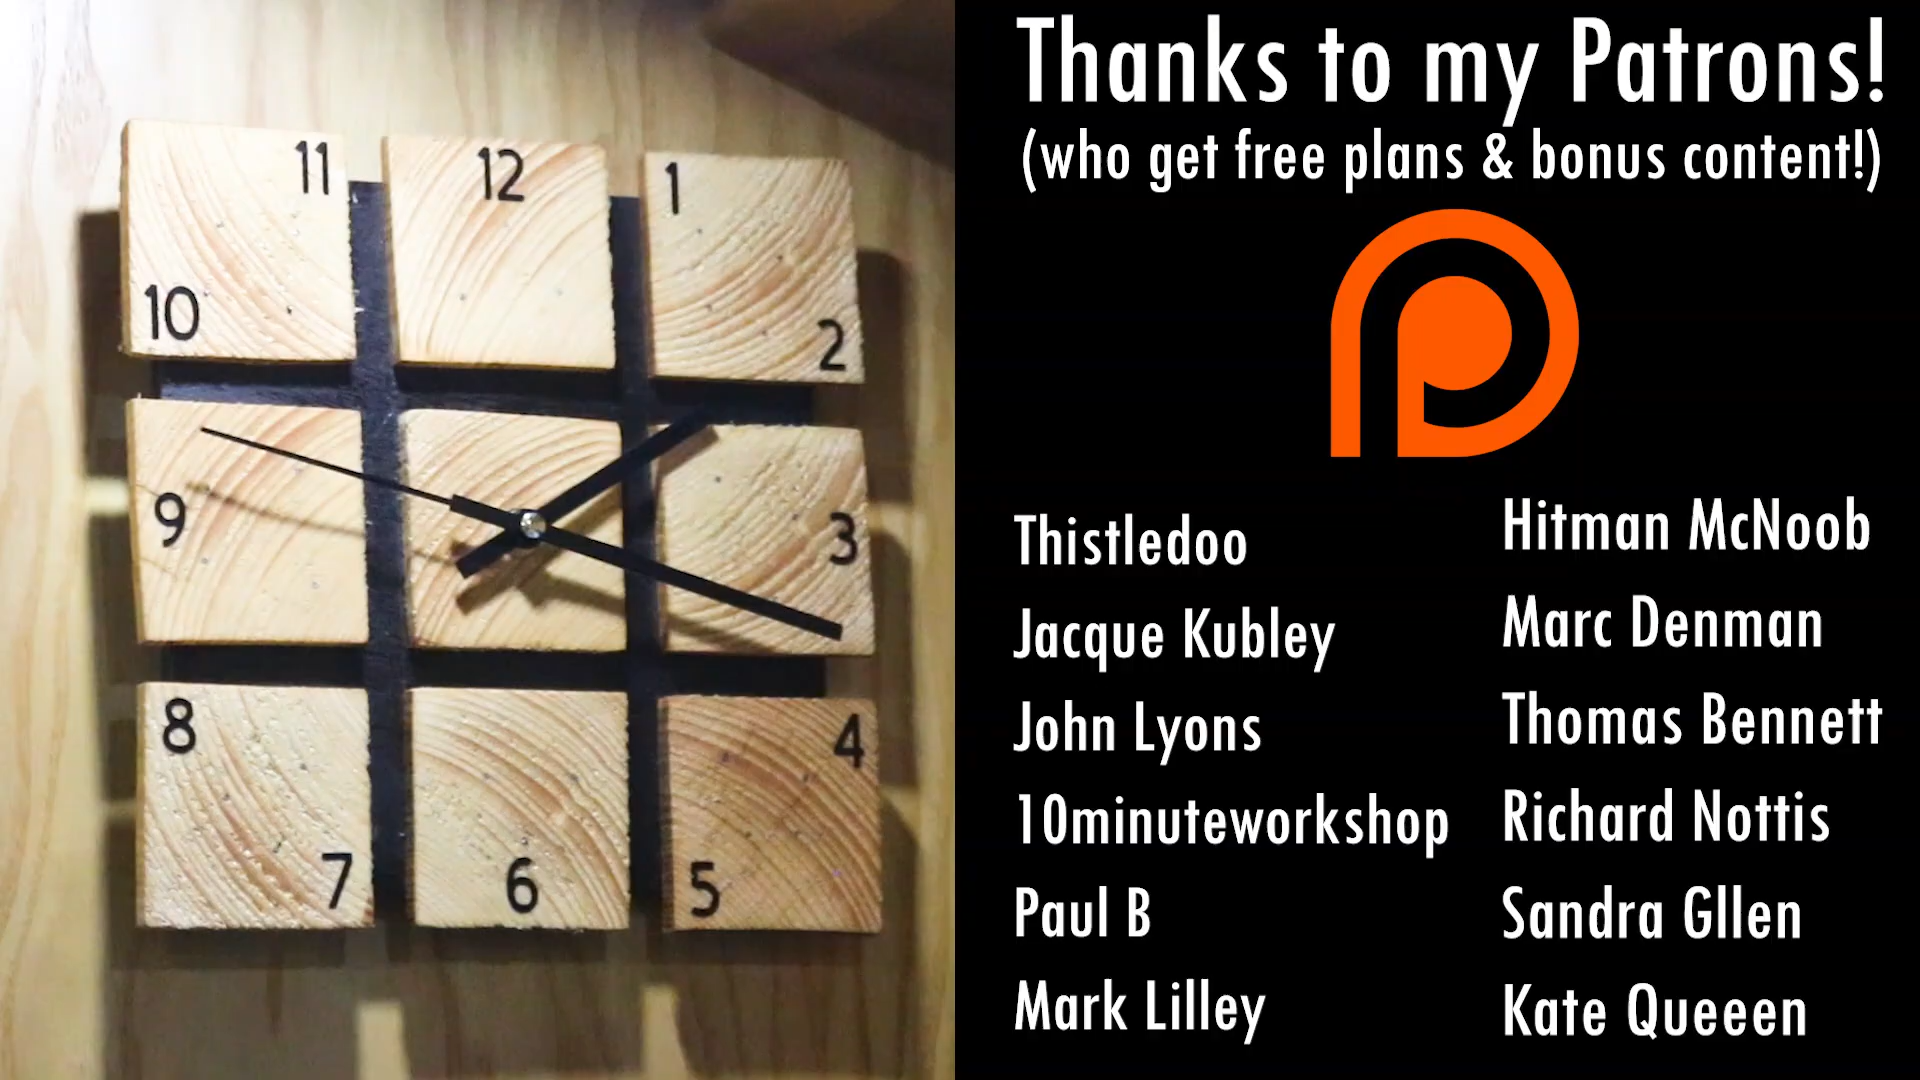 Thanks to my Patrons!
(who get free plans & bonus content!)
11
12
1
10
2
9
3
8
4
7
6
5
Thistledoo
Jacque Kubley
John Lyons
10minuteworkshop
Paul B
Mark Lilley
Hitman McNoob
Marc Denman
Thomas Bennett
Richard Nottis
Sandra Gllen
Kate Queeen